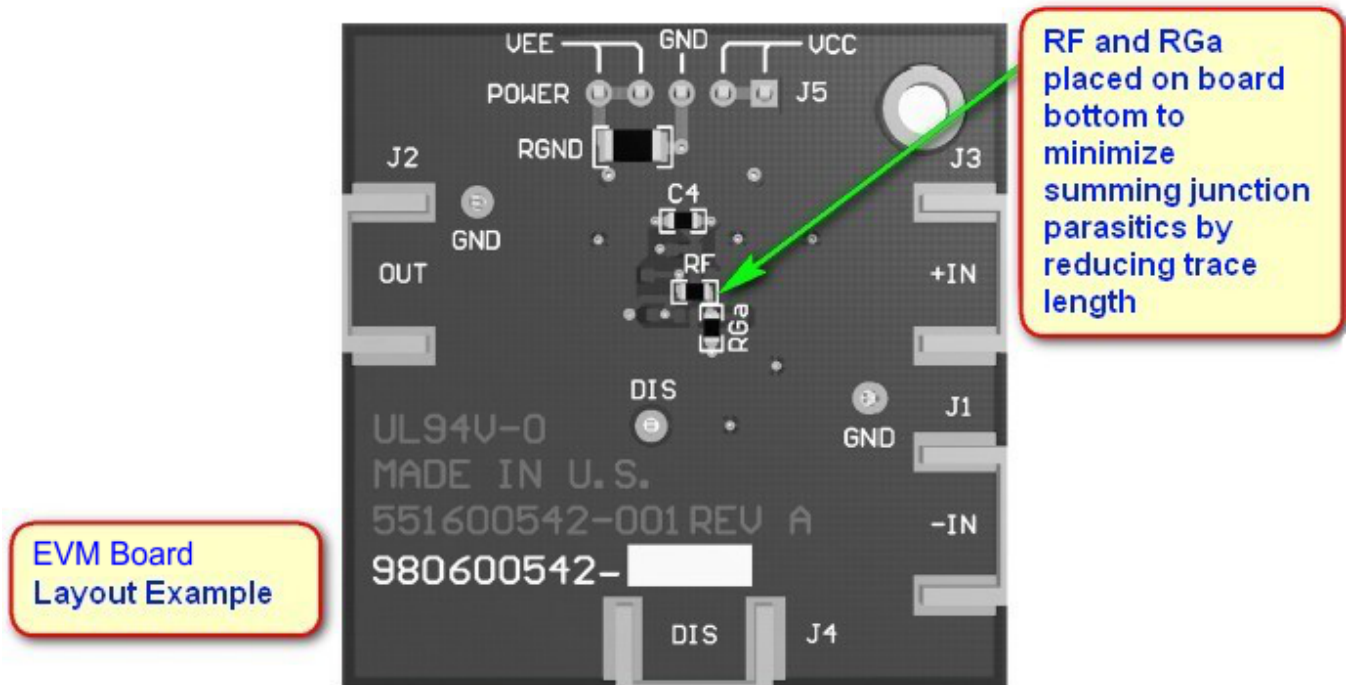 VEE
GND
VCC
POWER
J5
RGND
J2
J3
C4
GND
OUT
RF
+IN
RGa
DIS
J1
GND
UL94V-0
MADE IN U.S.
551600542-001 REV A
-IN
980600542-
DIS
J4
RF and RGa
placed on board
bottom to
minimize
summing junction
parasitics by
reducing trace
length
EVM Board
Layout Example